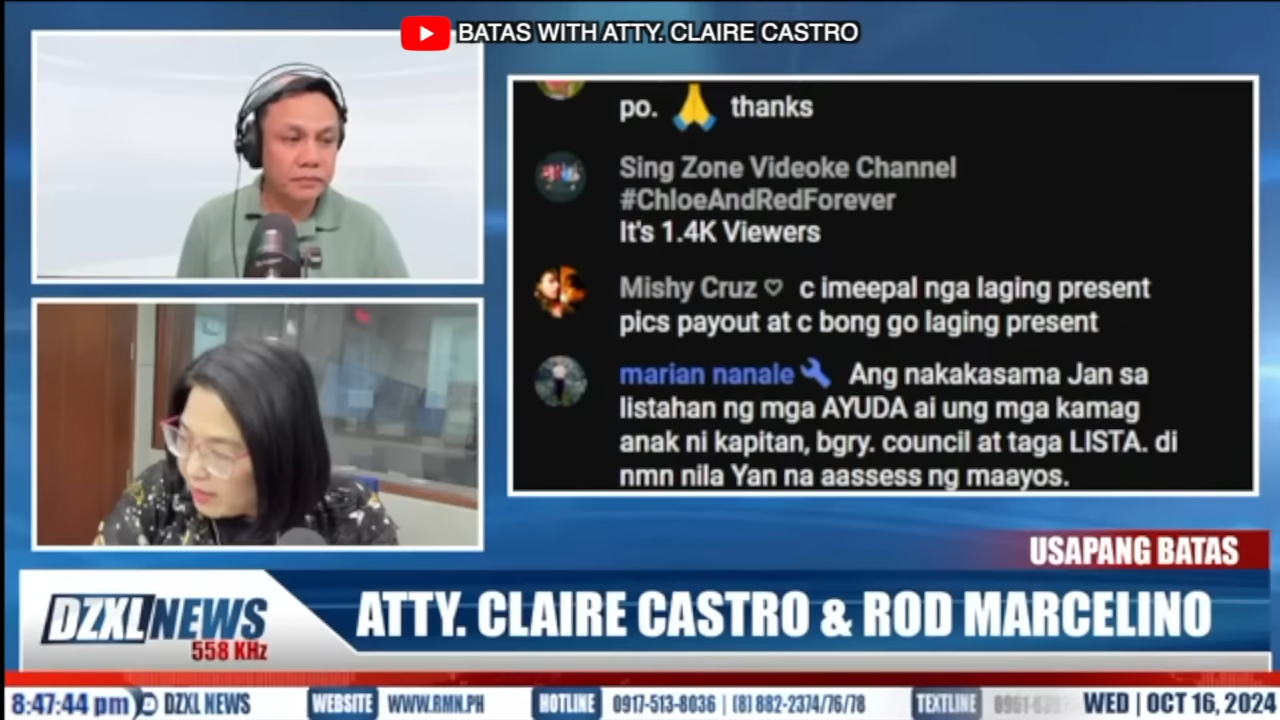 BATAS WITH ATTY. CLAIRE CASTRO
po. 🙏 thanks
Sing Zone Videoke Channel
#ChloeAndRedForever
It's 1.4K Viewers
Mishy Cruz ♡ c imeepal nga laging present
pics payout at c bong go laging present
marian nanale🔧 Ang nakakasama Jan sa
listahan ng mga AYUDA ai ung mga kamag
anak ni kapitan, bgry. council at taga LISTA. di
nmn nila Yan na aassess ng maayos.
USAPANG BATAS
DZXL NEWS
558 KHz
ATTY. CLAIRE CASTRO & ROD MARCELINO
8:47:44 pm DZXL NEWS WEBSITE WWW.RMN.PH HOTLINE 0917-513-8036 | (8) 882-2374/76/78 TEXTLINE WED | OCT 16, 2024